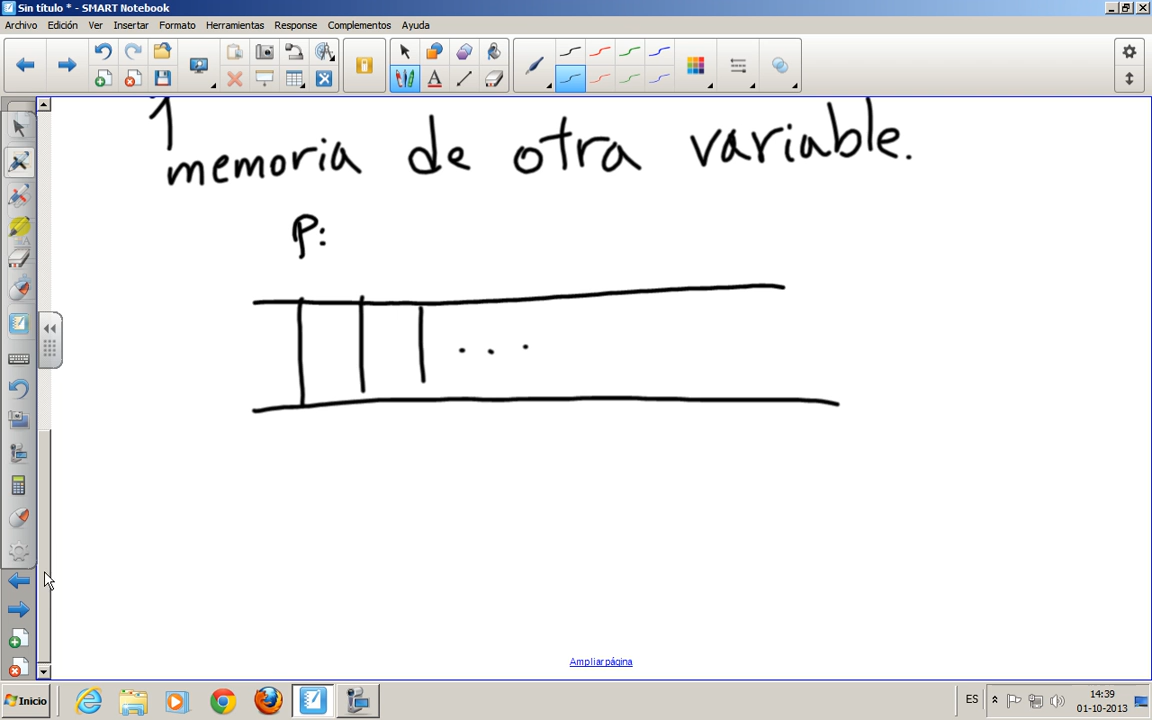 Sin título * - SMART Notebook
Archivo Edición Ver Insertar Formato Herramientas Response Complementos Ayuda
memoria de otra variable.
P:
. . .
Ampliar página
Inicio
ES
14:39
01-10-2013